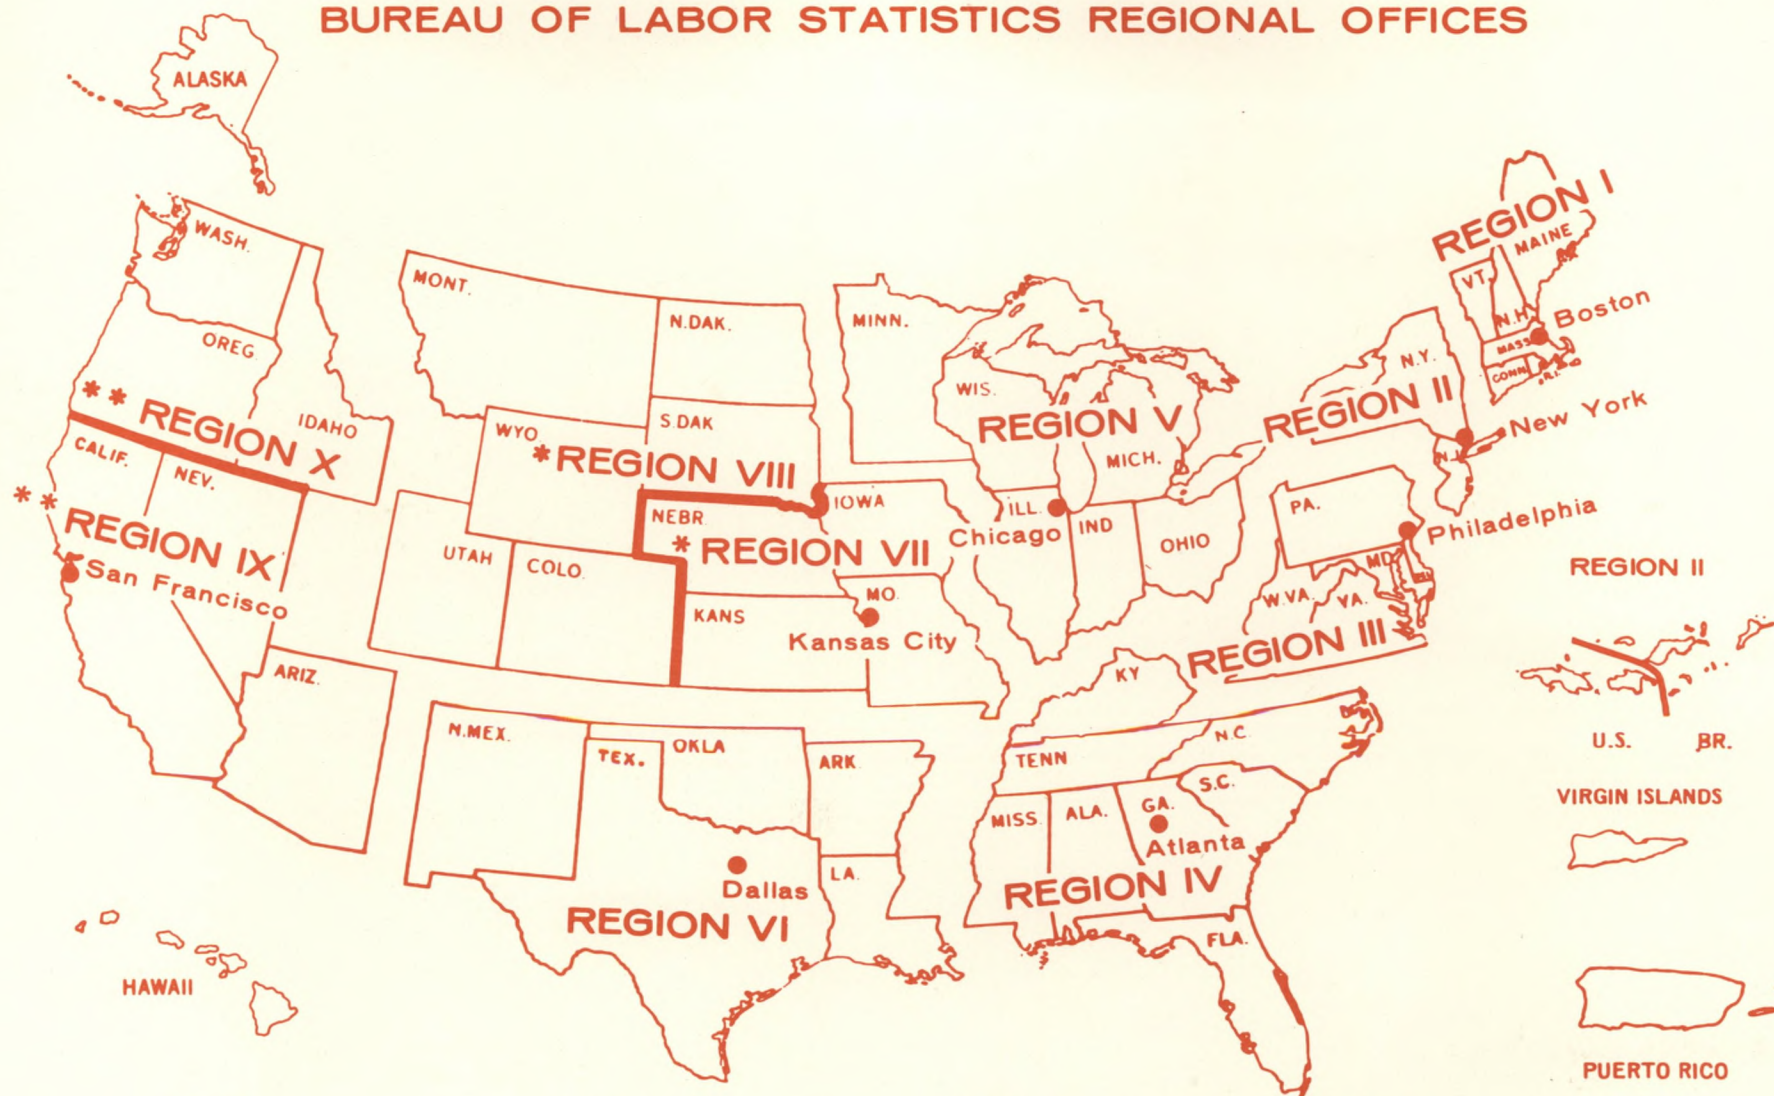 BUREAU OF LABOR STATISTICS REGIONAL OFFICES
ALASKA
REGION I
MAINE
WASH.
MONT.
VT.
N.H.
Boston
MASS
CONN
R.I.
N.DAK.
MINN.
OREG.
N.Y.
WIS.
** REGION X
IDAHO
S.DAK
WYO.
* REGION VIII
REGION V
MICH.
REGION II
New York
N.J.
CALIF.
NEV.
IOWA
ILL.
Chicago
IND
OHIO
PA.
Philadelphia
** REGION IX
San Francisco
UTAH
COLO.
NEBR.
* REGION VII
MD.
DEL
REGION II
W.VA.
VA.
REGION III
KANS
MO.
Kansas City
KY
ARIZ.
N.MEX.
TEX.
OKLA
ARK
TENN
N.C.
S.C.
U.S.
BR.
VIRGIN ISLANDS
MISS.
ALA.
GA.
Atlanta
REGION IV
Dallas
LA.
REGION VI
FLA.
HAWAII
PUERTO RICO